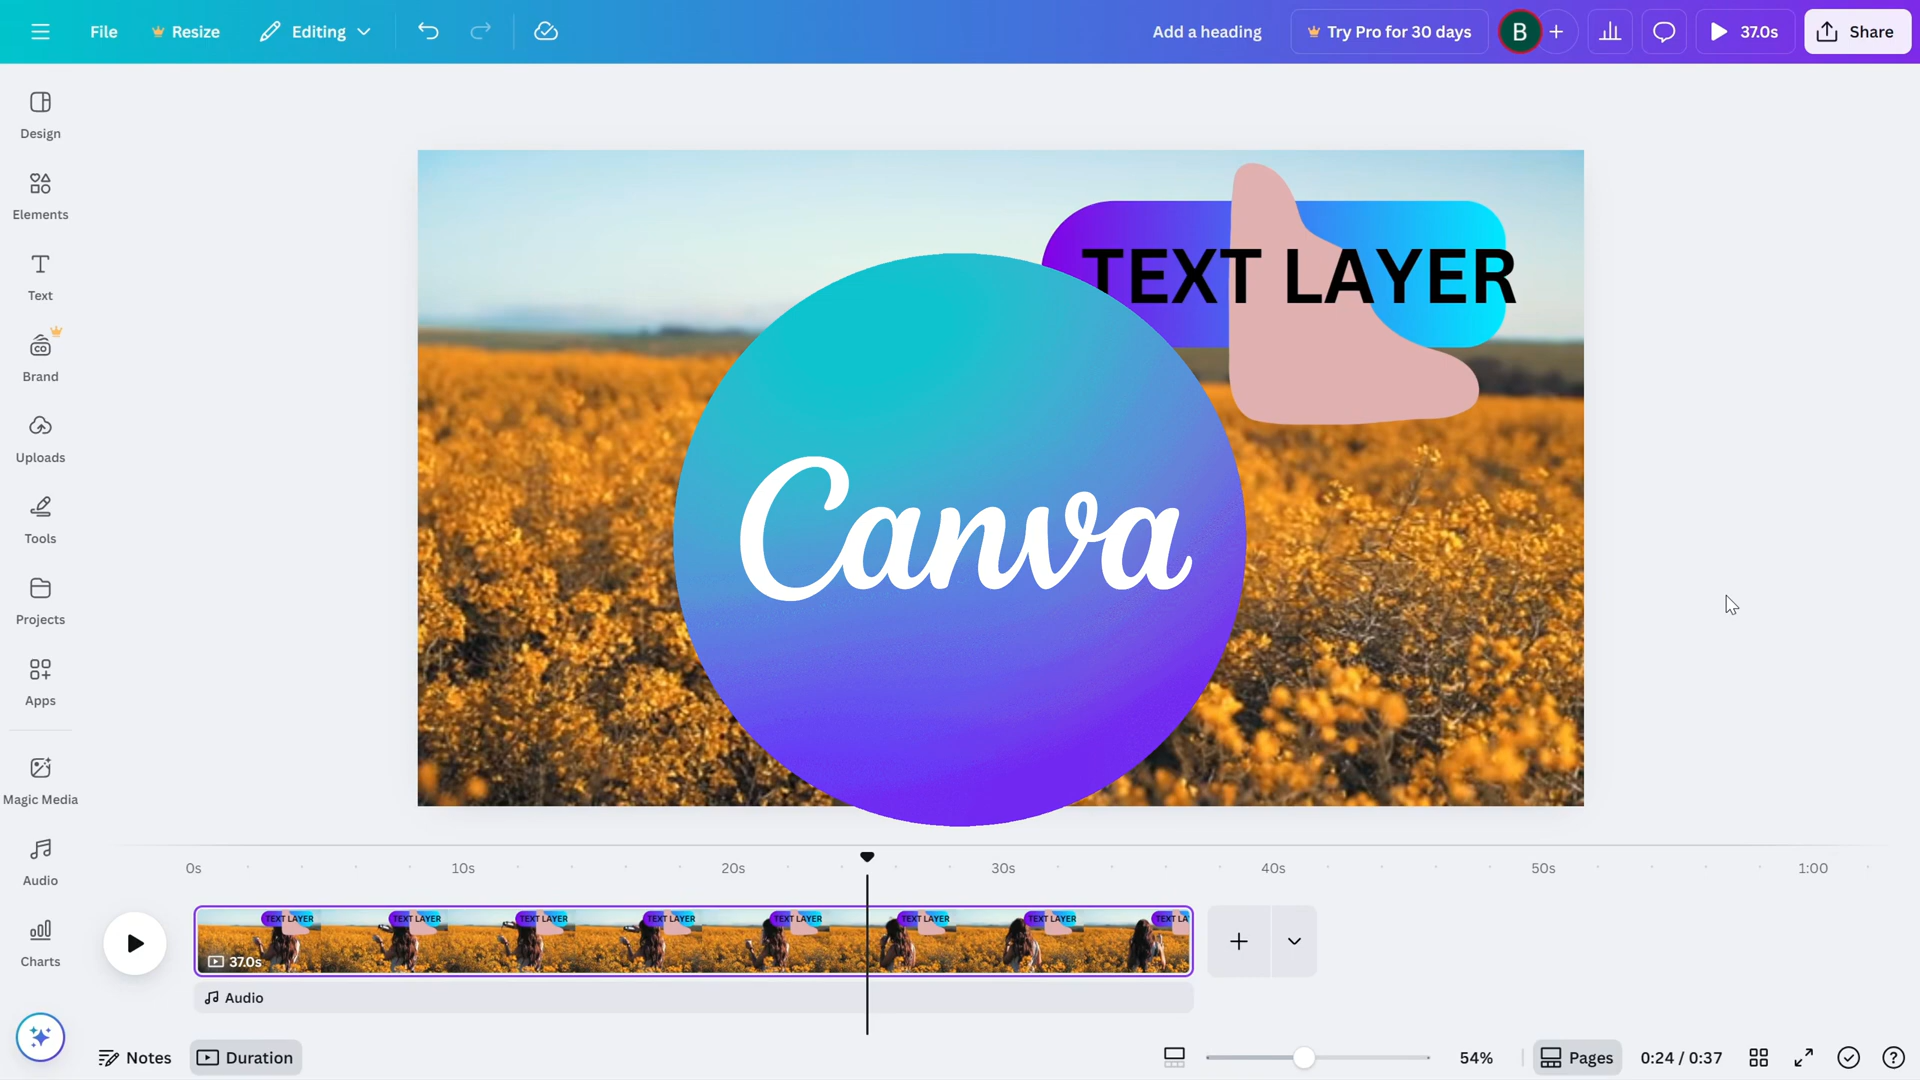 File Resize Editing Add a heading Try Pro for 30 days B 37.0s Share
Design
Elements
Text
Brand
Uploads
Tools
Projects
Apps
Magic Media
Audio
Charts
TEXT LAYER
Canva
0s 10s 20s 30s 40s 50s 1:00
TEXT LAYER TEXT LAYER TEXT LAYER TEXT LAYER TEXT LAYER TEXT LAYER TEXT LAYER TEXT LA
37.0s
Audio
Notes Duration 54% Pages 0:24 / 0:37